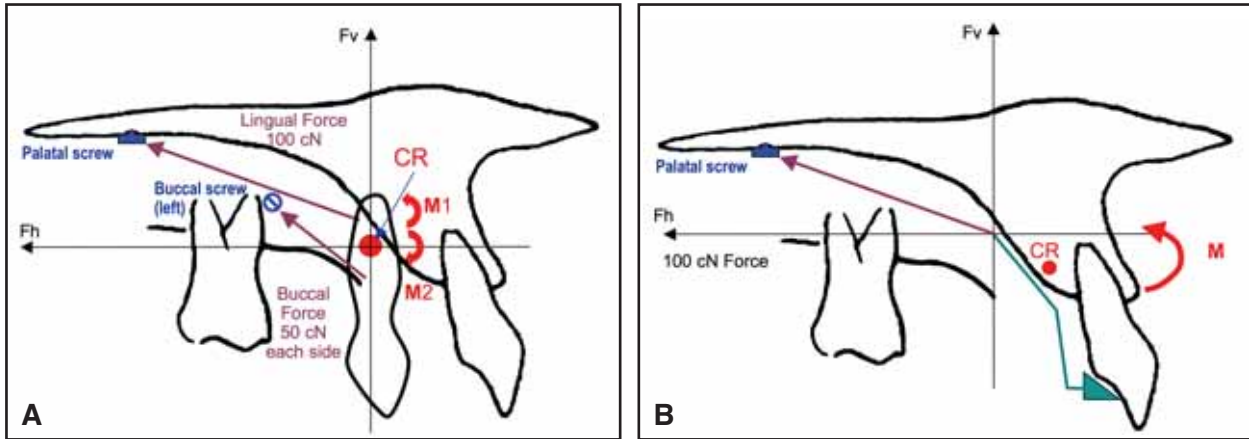 Fv
Lingual Force
100 cN
Palatal screw
CR
Buccal screw
(left)
M1
Fh
M2
Buccal
Force
50 cN
each side
A
Fv
Palatal screw
Fh
100 cN Force
CR
M
B